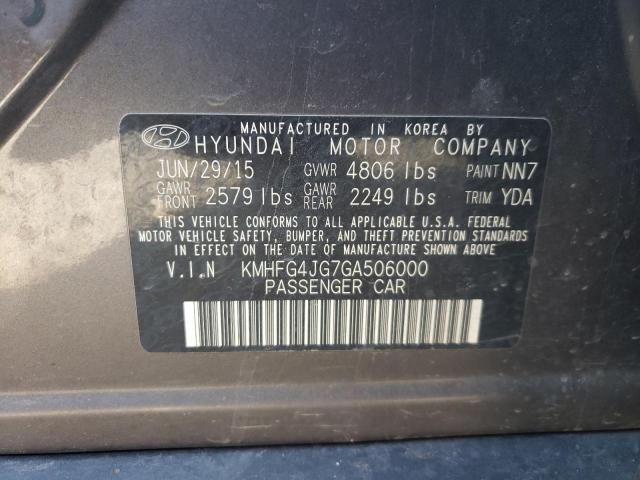 MANUFACTURED IN KOREA BY
HYUNDAI MOTOR COMPANY
JUN/29/15 GVWR 4806 lbs PAINT NN7
GAWR FRONT 2579 lbs GAWR REAR 2249 lbs TRIM YDA
THIS VEHICLE CONFORMS TO ALL APPLICABLE U.S.A. FEDERAL
MOTOR VEHICLE SAFETY, BUMPER, AND THEFT PREVENTION STANDARDS
IN EFFECT ON THE DATE OF MANUFACTURE SHOWN ABOVE
V.I.N KMHFG4JG7GA506000
PASSENGER CAR